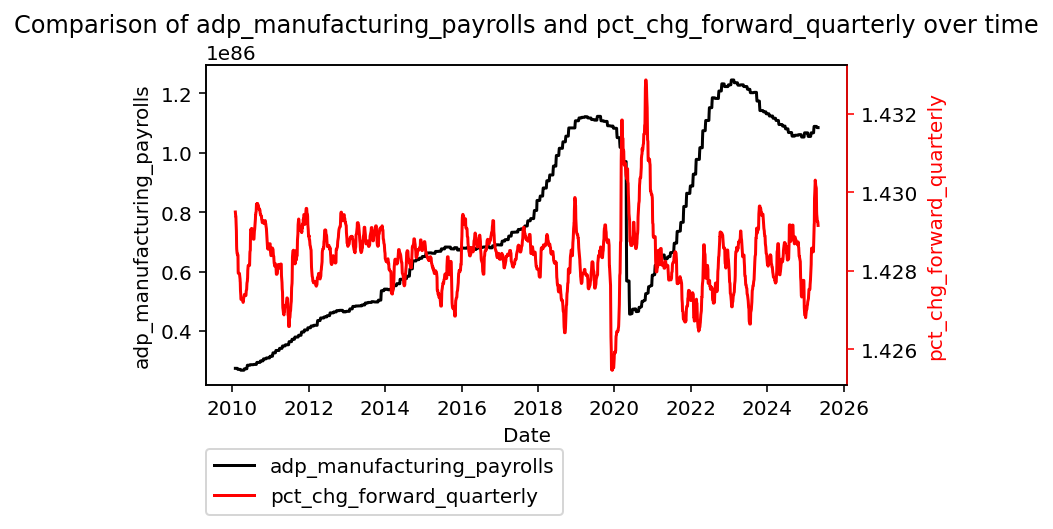 Comparison of adp_manufacturing_payrolls and pct_chg_forward_quarterly over time
1e86
1.2
1.0
0.8
0.6
0.4
adp_manufacturing_payrolls
1.432
1.430
1.428
1.426
pct_chg_forward_quarterly
2010 2012 2014 2016 2018 2020 2022 2024 2026
Date
adp_manufacturing_payrolls
pct_chg_forward_quarterly